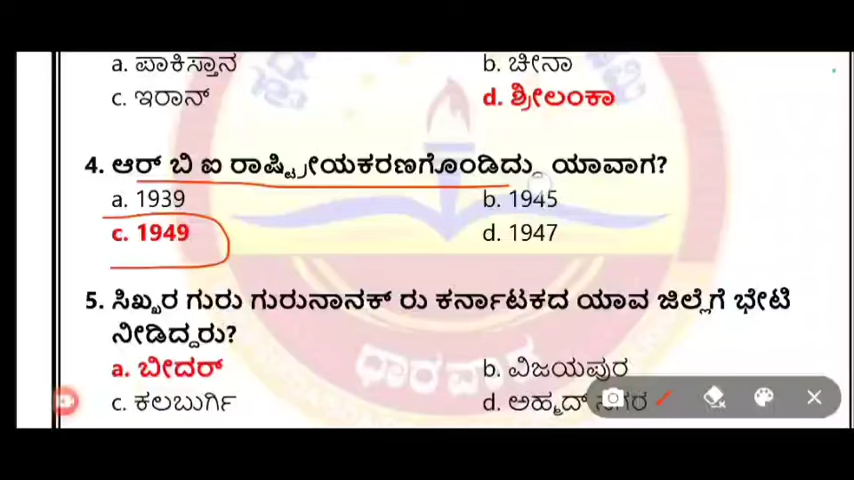 a. ಪಾಕಿಸ್ತಾನ b. ಚೀನಾ
c. ಇರಾನ್ d. ಶ್ರೀಲಂಕಾ
4. ಆರ್ ಬಿ ಐ ರಾಷ್ಟ್ರೀಯಕರಣಗೊಂಡಿದ್ದು ಯಾವಾಗ?
a. 1939 b. 1945
c. 1949 d. 1947
5. ಸಿಖ್ಖರ ಗುರು ಗುರುನಾನಕ್ ರು ಕರ್ನಾಟಕದ ಯಾವ ಜಿಲ್ಲೆಗೆ ಭೇಟಿ
ನೀಡಿದ್ದರು?
a. ಬೀದರ್ b. ವಿಜಯಪುರ
c. ಕಲಬುರ್ಗಿ d. ಅಹ್ಮದ್
ಧಾರವಾಡ